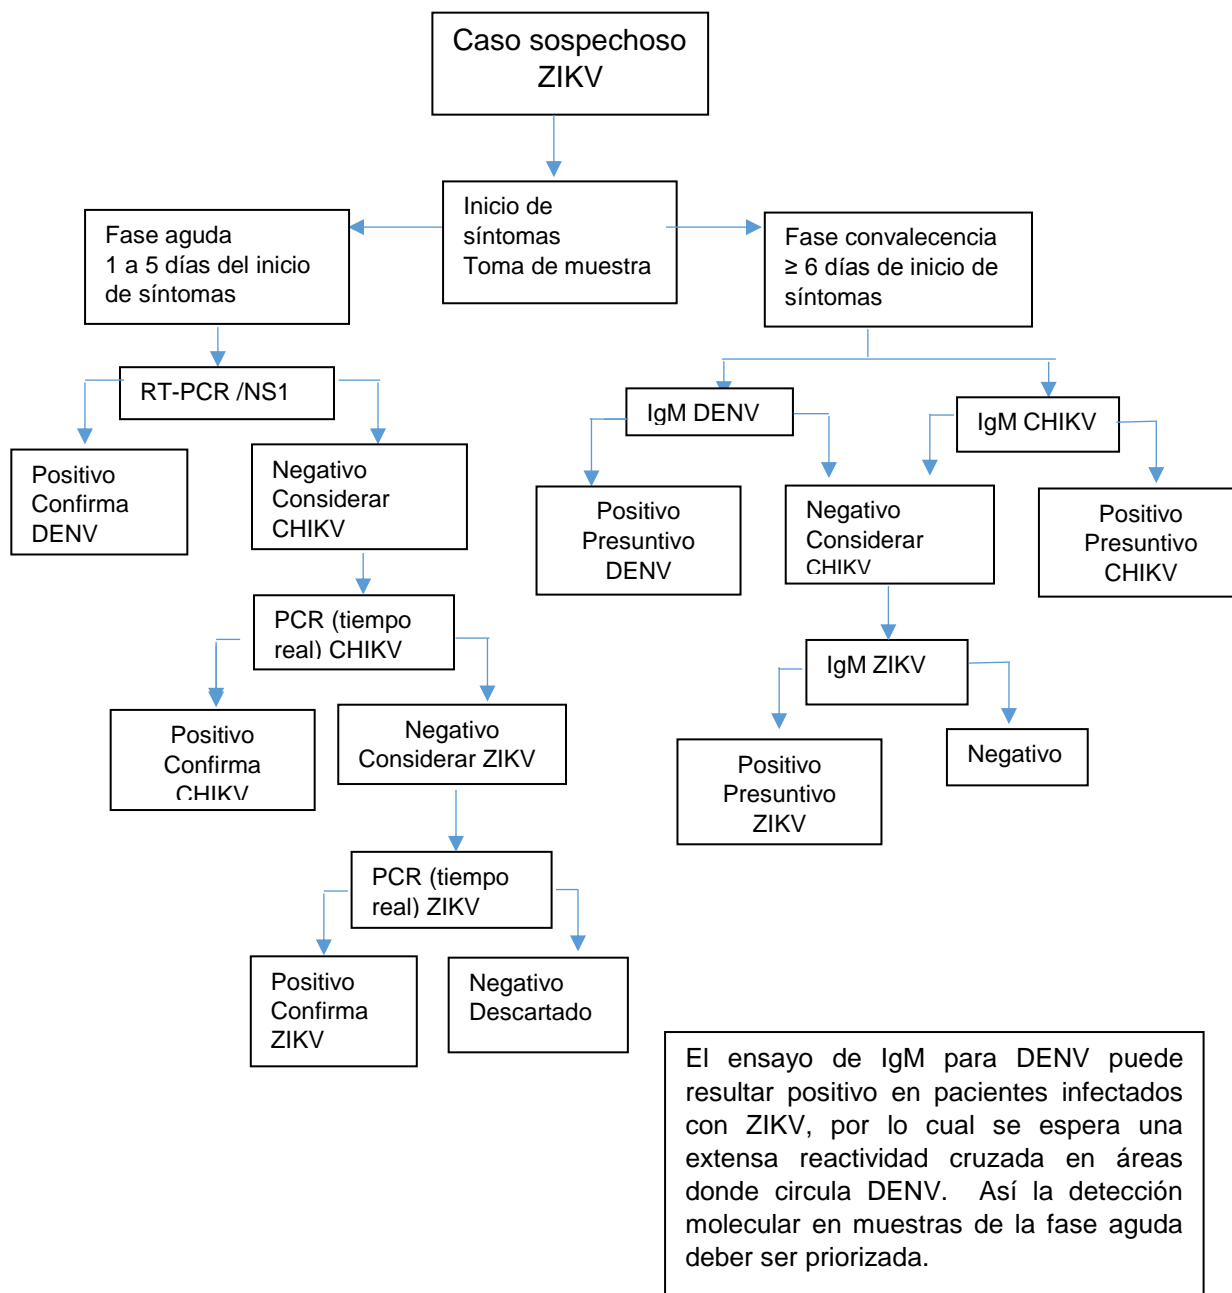 Caso sospechoso
ZIKV
Inicio de
síntomas
Toma de muestra
Fase aguda
1 a 5 días del inicio
de síntomas
Fase convalecencia
≥ 6 días de inicio de
síntomas
RT-PCR /NS1
IgM DENV
IgM CHIKV
Positivo
Confirma
DENV
Negativo
Considerar
CHIKV
Positivo
Presuntivo
DENV
Negativo
Considerar
CHIKV
Positivo
Presuntivo
CHIKV
PCR (tiempo
real) CHIKV
IgM ZIKV
Positivo
Confirma
CHIKV
Negativo
Considerar ZIKV
Positivo
Presuntivo
ZIKV
Negativo
PCR (tiempo
real) ZIKV
Positivo
Confirma
ZIKV
Negativo
Descartado
El ensayo de IgM para DENV puede
resultar positivo en pacientes infectados
con ZIKV, por lo cual se espera una
extensa reactividad cruzada en áreas
donde circula DENV. Así la detección
molecular en muestras de la fase aguda
deber ser priorizada.